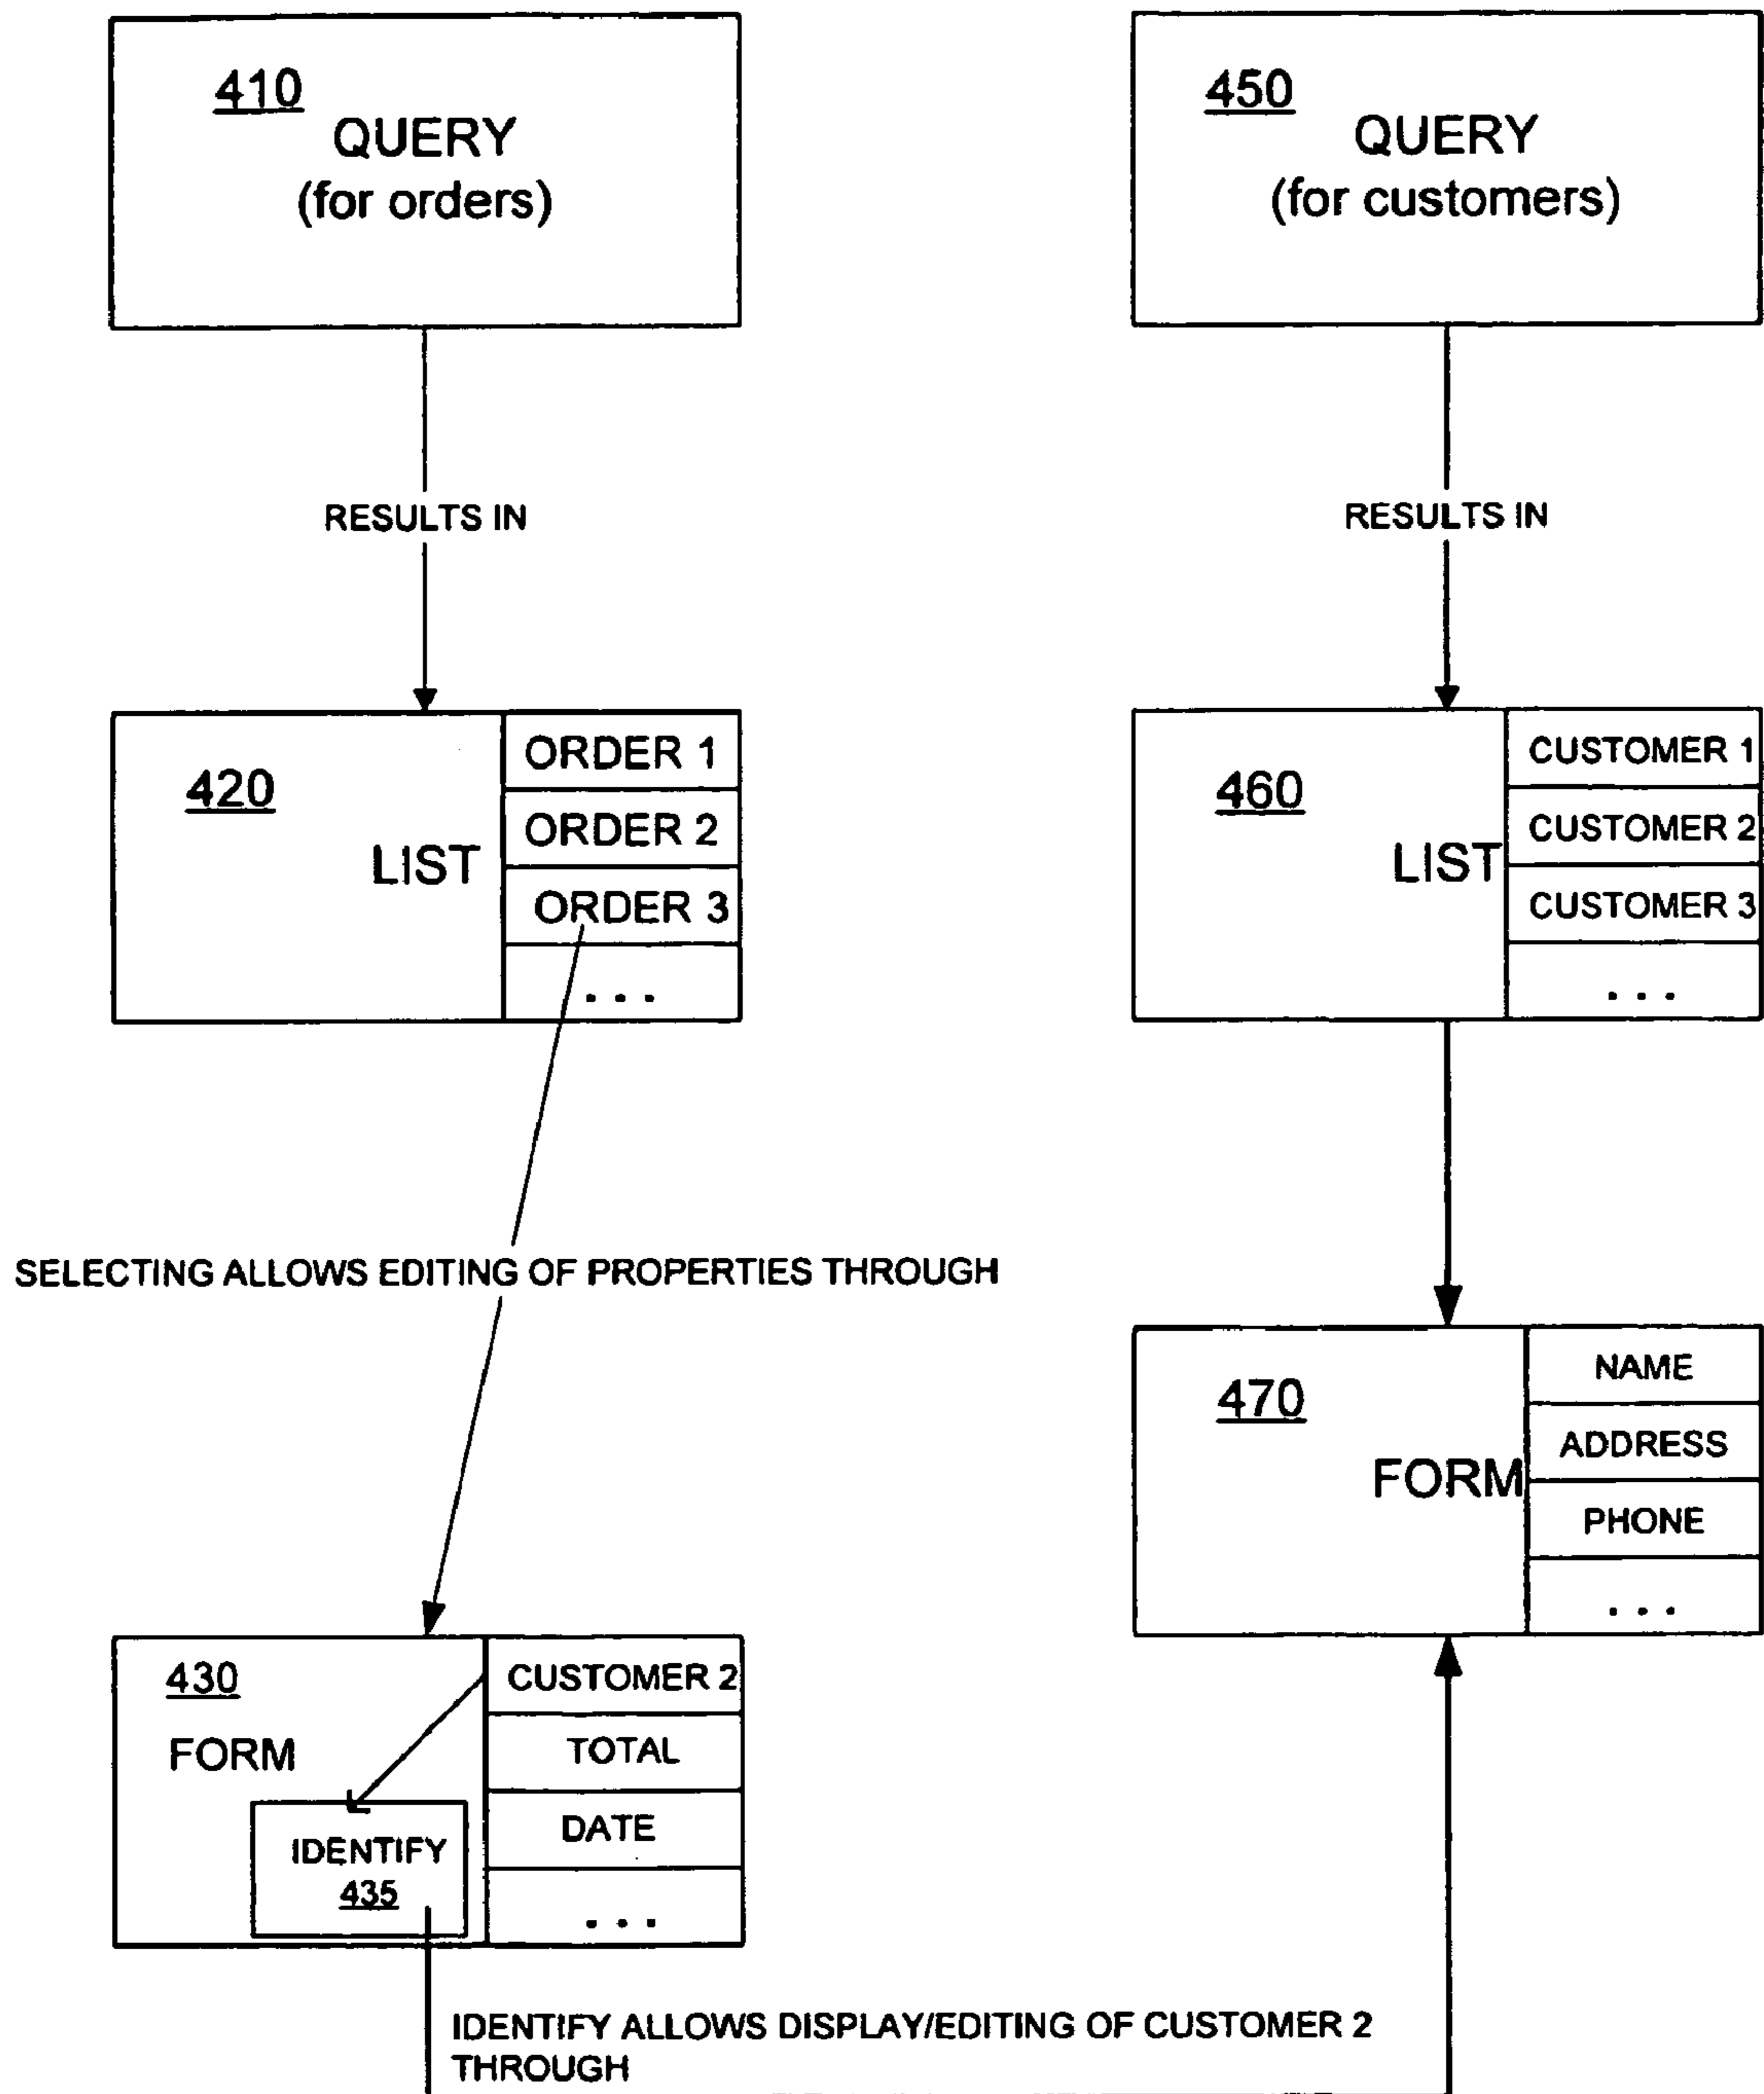 410
QUERY
(for orders)
450
QUERY
(for customers)
RESULTS IN
RESULTS IN
420
LIST
ORDER 1
ORDER 2
ORDER 3
. . .
460
LIST
CUSTOMER 1
CUSTOMER 2
CUSTOMER 3
. . .
SELECTING ALLOWS EDITING OF PROPERTIES THROUGH
470
FORM
NAME
ADDRESS
PHONE
. . .
430
FORM
IDENTIFY
435
CUSTOMER 2
TOTAL
DATE
. . .
IDENTIFY ALLOWS DISPLAY/EDITING OF CUSTOMER 2
THROUGH